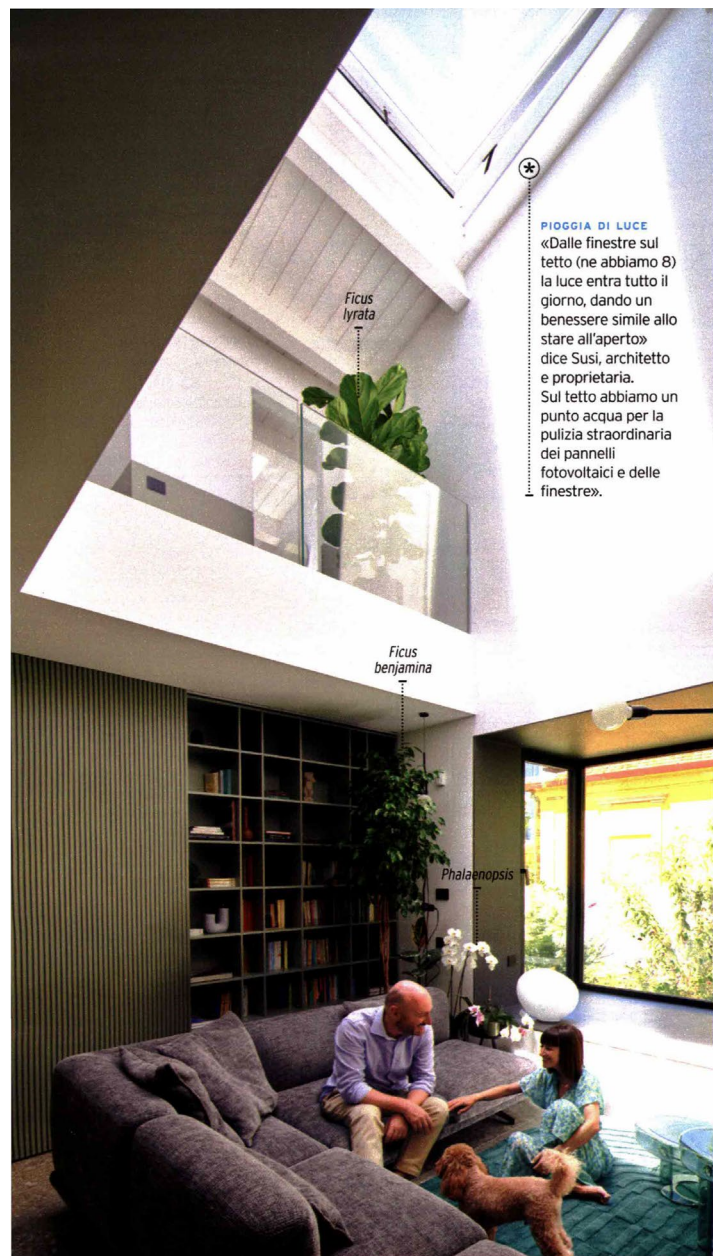 PIOGGIA DI LUCE
«Dalle finestre sul
tetto (ne abbiamo 8)
la luce entra tutto il
giorno, dando un
benessere simile allo
stare all'aperto»
dice Susi, architetto
e proprietaria.
Sul tetto abbiamo un
punto acqua per la
pulizia straordinaria
dei pannelli
fotovoltaici e delle
finestre».
Ficus
lyrata
Ficus
benjamina
Phalaenopsis